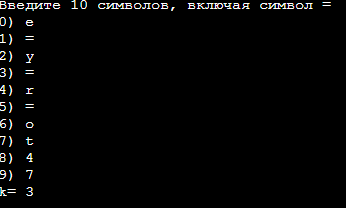 Введите 10 символов, включая символ =
0) e
1) =
2) y
3) =
4) r
5) =
6) o
7) t
8) 4
9) 7
k= 3